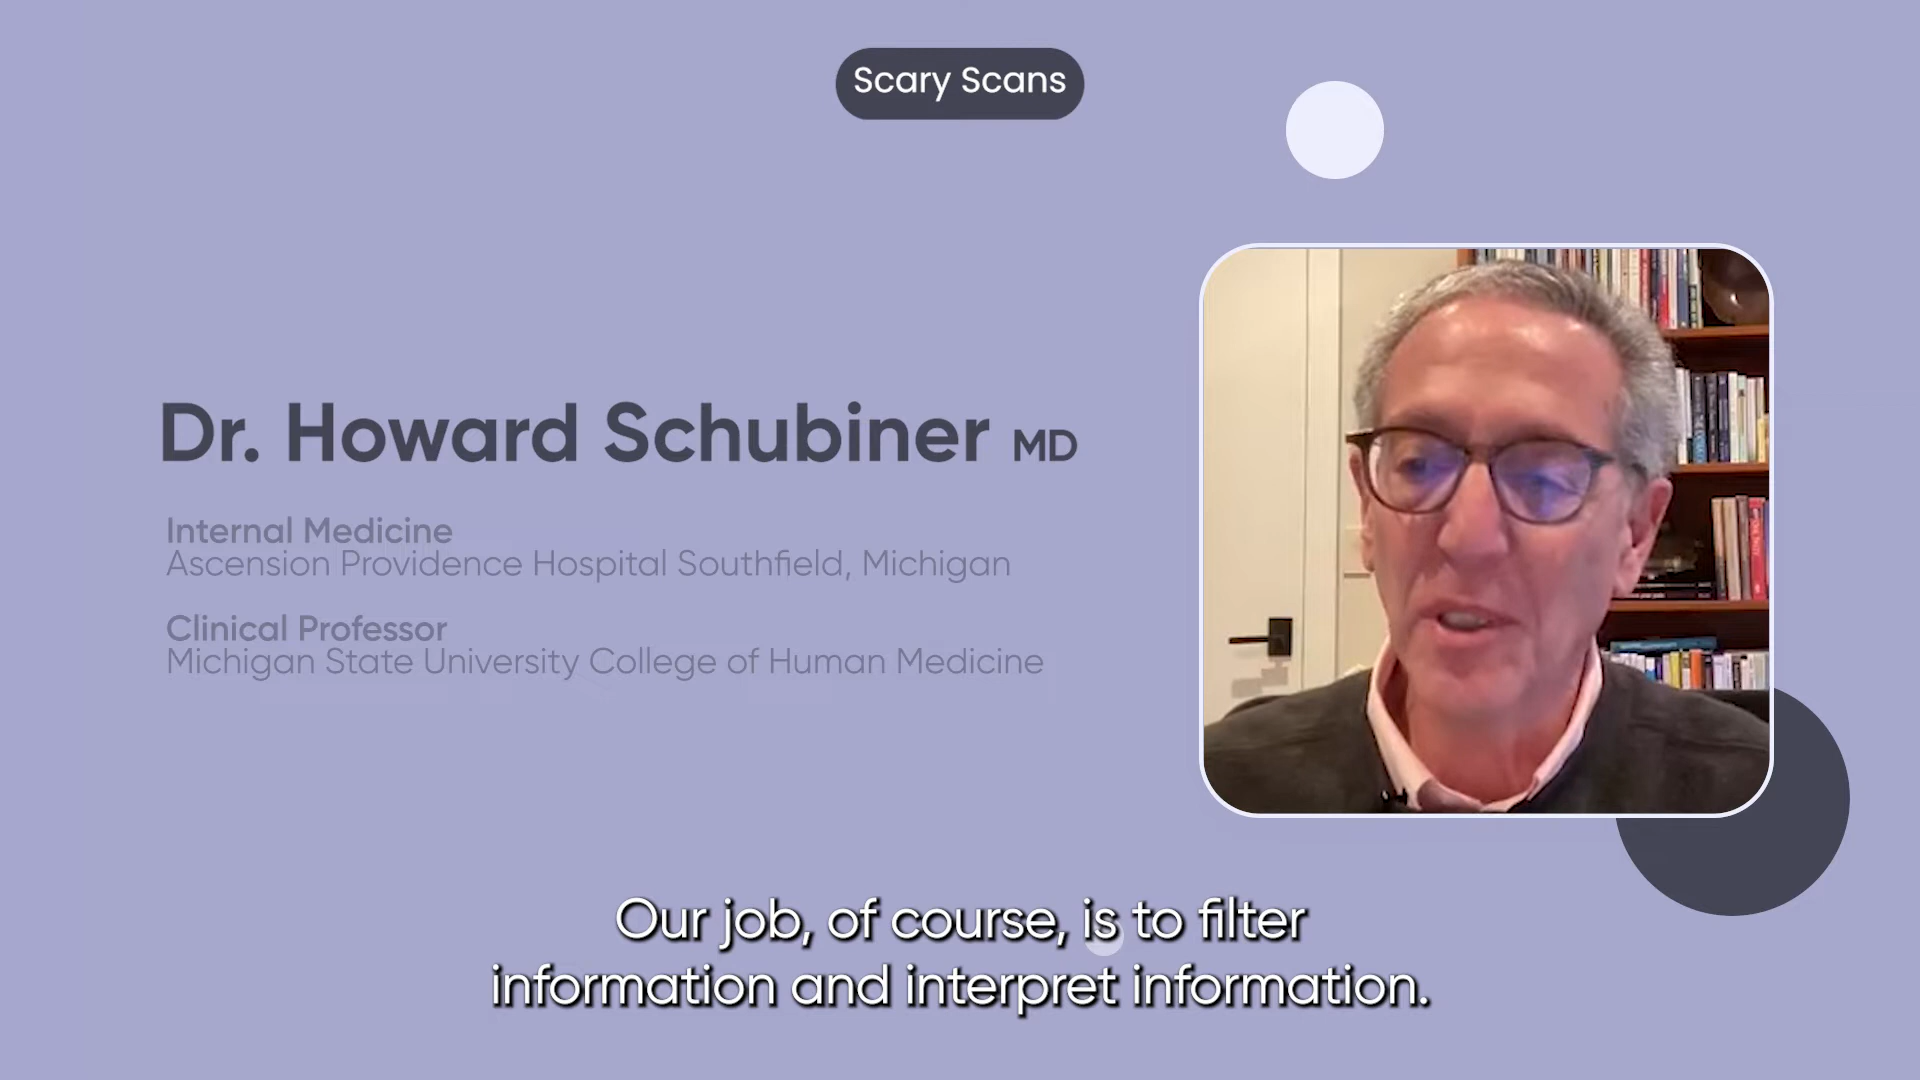 Scary Scans
Dr. Howard Schubiner MD
Internal Medicine
Ascension Providence Hospital Southfield, Michigan
Clinical Professor
Michigan State University College of Human Medicine
Our job, of course, is to filter
information and interpret information.